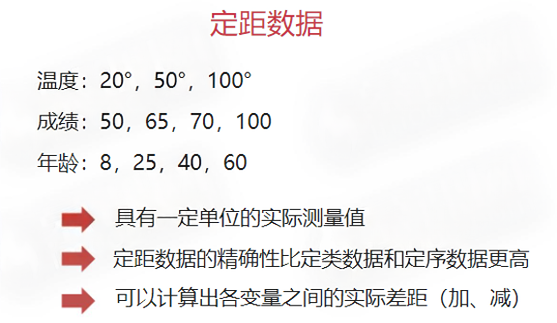 定距数据
温度：20°，50°，100°
成绩：50，65，70，100
年龄：8，25，40，60
具有一定单位的实际测量值
定距数据的精确性比定类数据和定序数据更高
可以计算出各变量之间的实际差距（加、减）